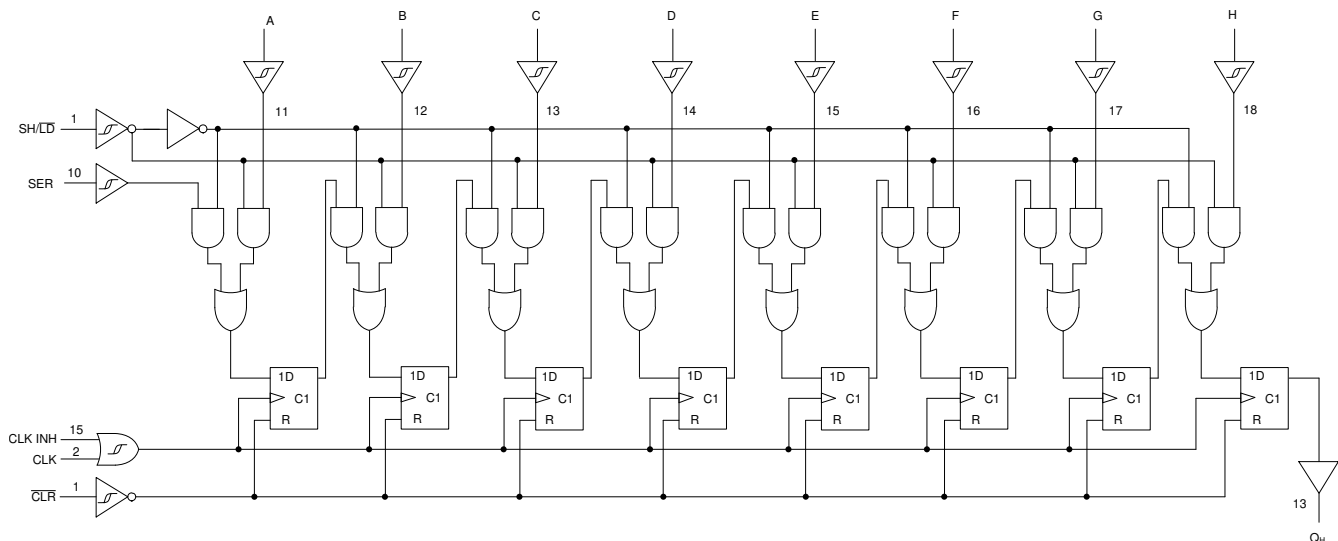 A B C D E F G H
11 12 13 14 15 16 17 18
SH/LD 1
SER 10
1D 1D 1D 1D 1D 1D 1D 1D
C1 C1 C1 C1 C1 C1 C1 C1
R R R R R R R R
CLK INH 15
CLK 2
CLR 1
13
QH